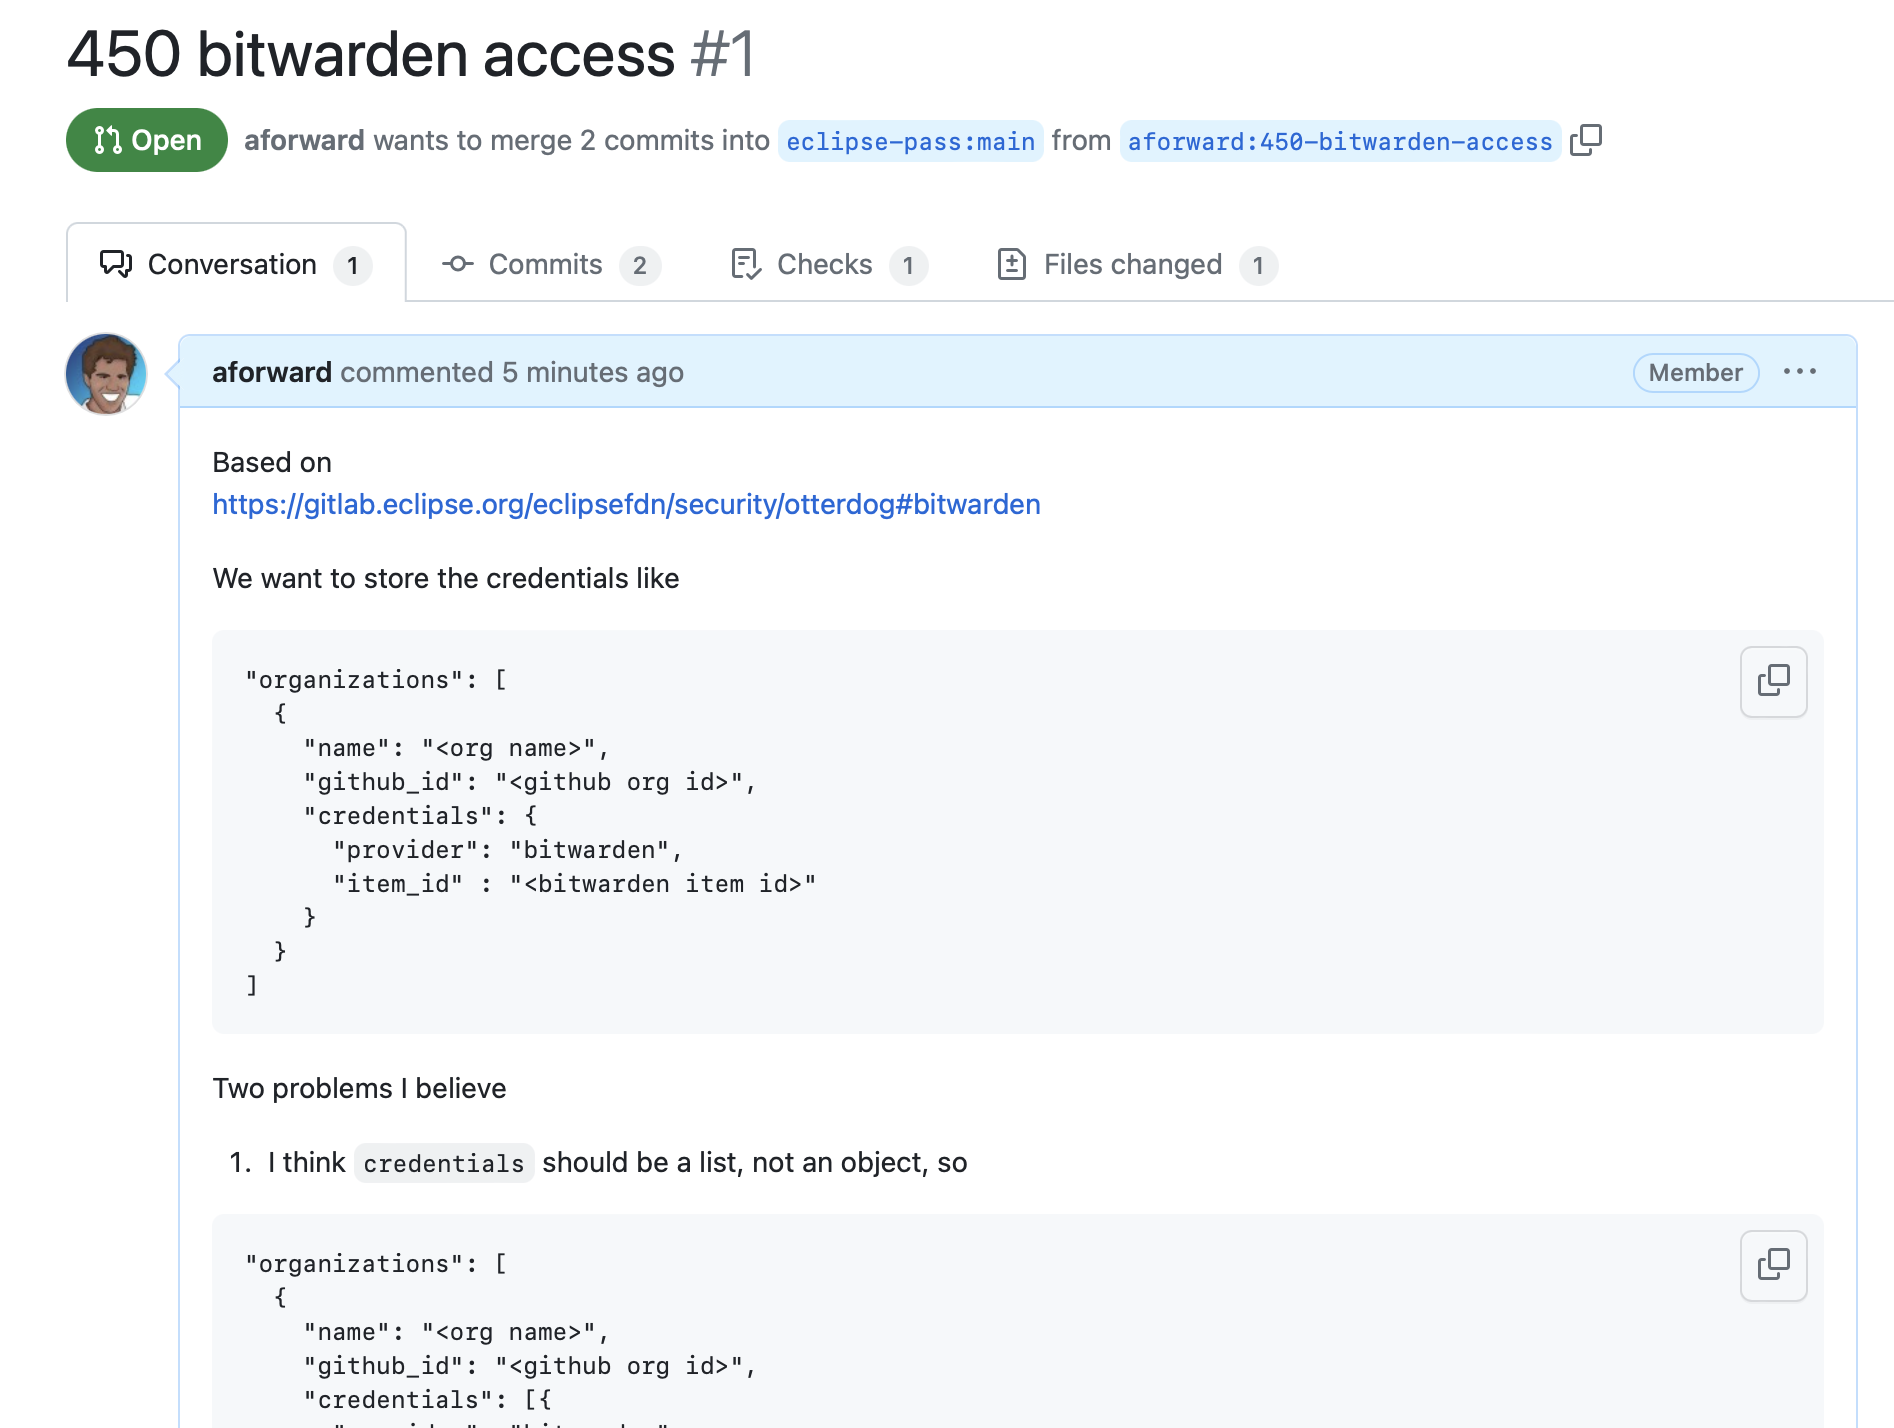 450 bitwarden access #1
Open aforward wants to merge 2 commits into eclipse-pass:main from aforward:450-bitwarden-access
Conversation 1 Commits 2 Checks 1 Files changed 1
aforward commented 5 minutes ago Member ...
Based on
https://gitlab.eclipse.org/eclipsefdn/security/otterdog#bitwarden
We want to store the credentials like
"organizations": [
  {
    "name": "<org name>",
    "github_id": "<github org id>",
    "credentials": {
      "provider": "bitwarden",
      "item_id" : "<bitwarden item id>"
    }
  }
]
Two problems I believe
1. I think credentials should be a list, not an object, so
"organizations": [
  {
    "name": "<org name>",
    "github_id": "<github org id>",
    "credentials": [{